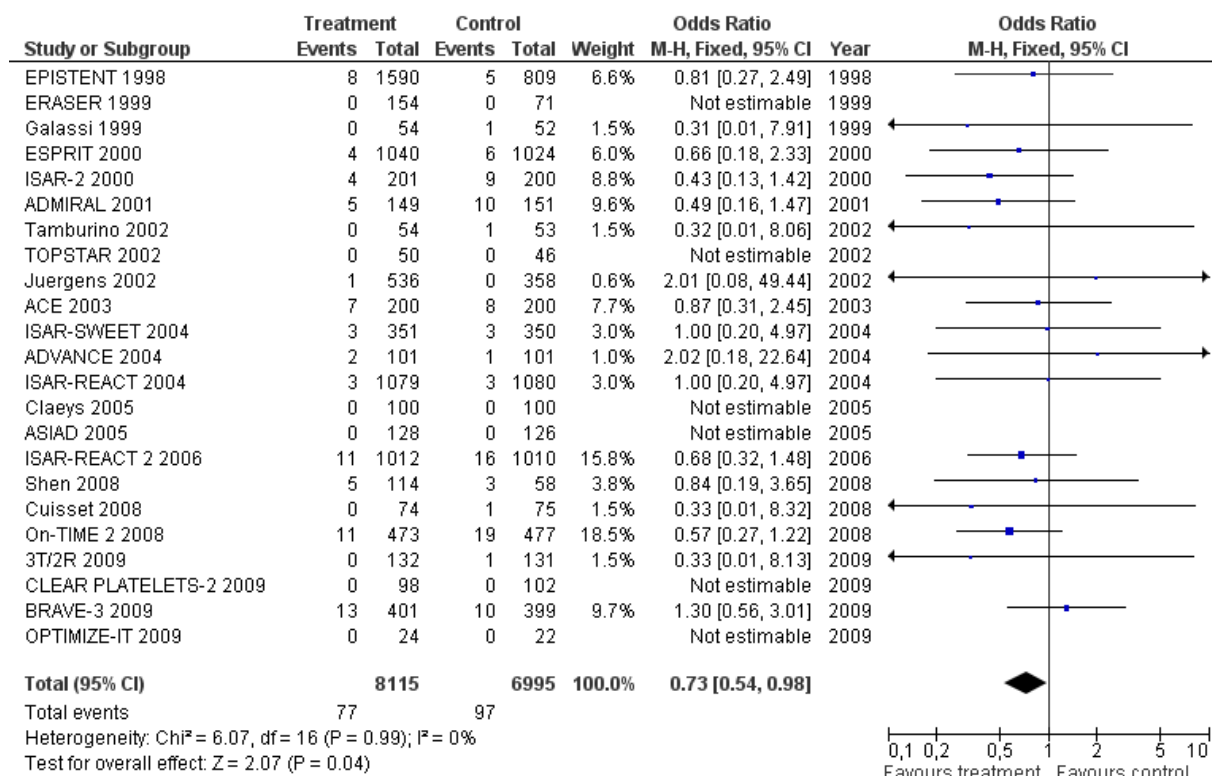 Treatment Control Odds Ratio Odds Ratio
Study or Subgroup Events Total Events Total Weight M-H, Fixed, 95% CI Year M-H, Fixed, 95% CI
EPISTENT 1998 8 1590 5 809 6.6% 0.81 [0.27, 2.49] 1998
ERASER 1999 0 154 0 71 Not estimable 1999
Galassi 1999 0 54 1 52 1.5% 0.31 [0.01, 7.91] 1999
ESPRIT 2000 4 1040 6 1024 6.0% 0.66 [0.18, 2.33] 2000
ISAR-2 2000 4 201 9 200 8.8% 0.43 [0.13, 1.42] 2000
ADMIRAL 2001 5 149 10 151 9.6% 0.49 [0.16, 1.47] 2001
Tamburino 2002 0 54 1 53 1.5% 0.32 [0.01, 8.06] 2002
TOPSTAR 2002 0 50 0 46 Not estimable 2002
Juergens 2002 1 536 0 358 0.6% 2.01 [0.08, 49.44] 2002
ACE 2003 7 200 8 200 7.7% 0.87 [0.31, 2.45] 2003
ISAR-SWEET 2004 3 351 3 350 3.0% 1.00 [0.20, 4.97] 2004
ADVANCE 2004 2 101 1 101 1.0% 2.02 [0.18, 22.64] 2004
ISAR-REACT 2004 3 1079 3 1080 3.0% 1.00 [0.20, 4.97] 2004
Claeys 2005 0 100 0 100 Not estimable 2005
ASIAD 2005 0 128 0 126 Not estimable 2005
ISAR-REACT 2 2006 11 1012 16 1010 15.8% 0.68 [0.32, 1.48] 2006
Shen 2008 5 114 3 58 3.8% 0.84 [0.19, 3.65] 2008
Cuisset 2008 0 74 1 75 1.5% 0.33 [0.01, 8.32] 2008
On-TIME 2 2008 11 473 19 477 18.5% 0.57 [0.27, 1.22] 2008
3T/2R 2009 0 132 1 131 1.5% 0.33 [0.01, 8.13] 2009
CLEAR PLATELETS-2 2009 0 98 0 102 Not estimable 2009
BRAVE-3 2009 13 401 10 399 9.7% 1.30 [0.56, 3.01] 2009
OPTIMIZE-IT 2009 0 24 0 22 Not estimable 2009
Total (95% CI) 8115 6995 100.0% 0.73 [0.54, 0.98]
Total events 77 97
Heterogeneity: Chi² = 6.07, df = 16 (P = 0.99); I² = 0%
Test for overall effect: Z = 2.07 (P = 0.04)
0,1 0,2 0,5 1 2 5 10
Favours treatment Favours control